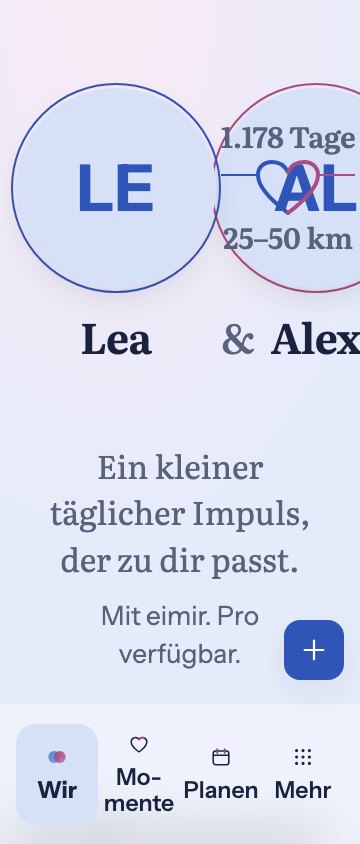 1.178 Tage
LE
AL
25–50 km
Lea & Alex
Ein kleiner
täglicher Impuls,
der zu dir passt.
Mit eimir. Pro
verfügbar.
Wir
Mo-
mente
Planen
Mehr